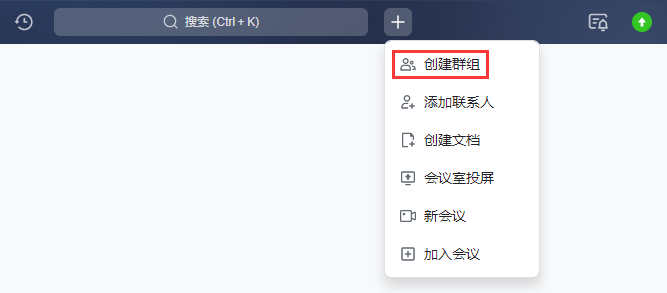 搜索 (Ctrl + K)
创建群组
添加联系人
创建文档
会议室投屏
新会议
加入会议